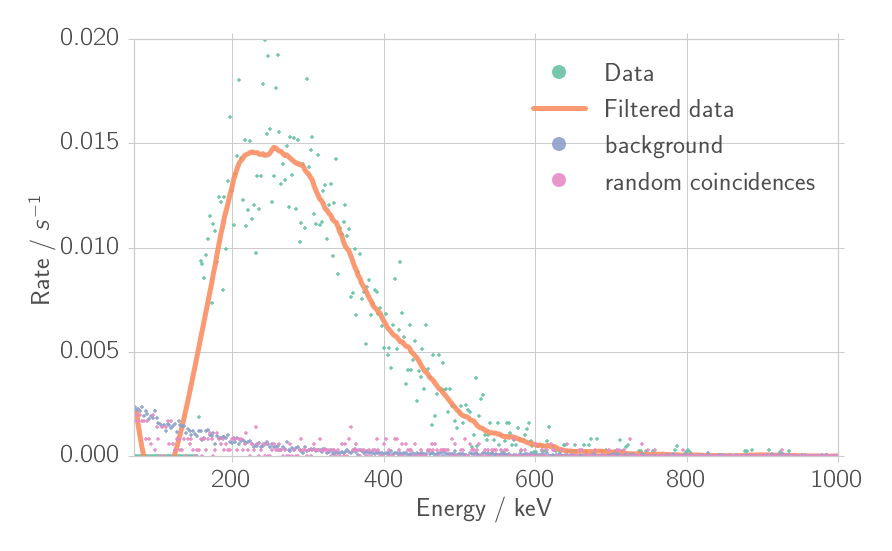 0.020
0.015
0.010
0.005
0.000
Rate / s⁻¹
Data
Filtered data
background
random coincidences
200 400 600 800 1000
Energy / keV